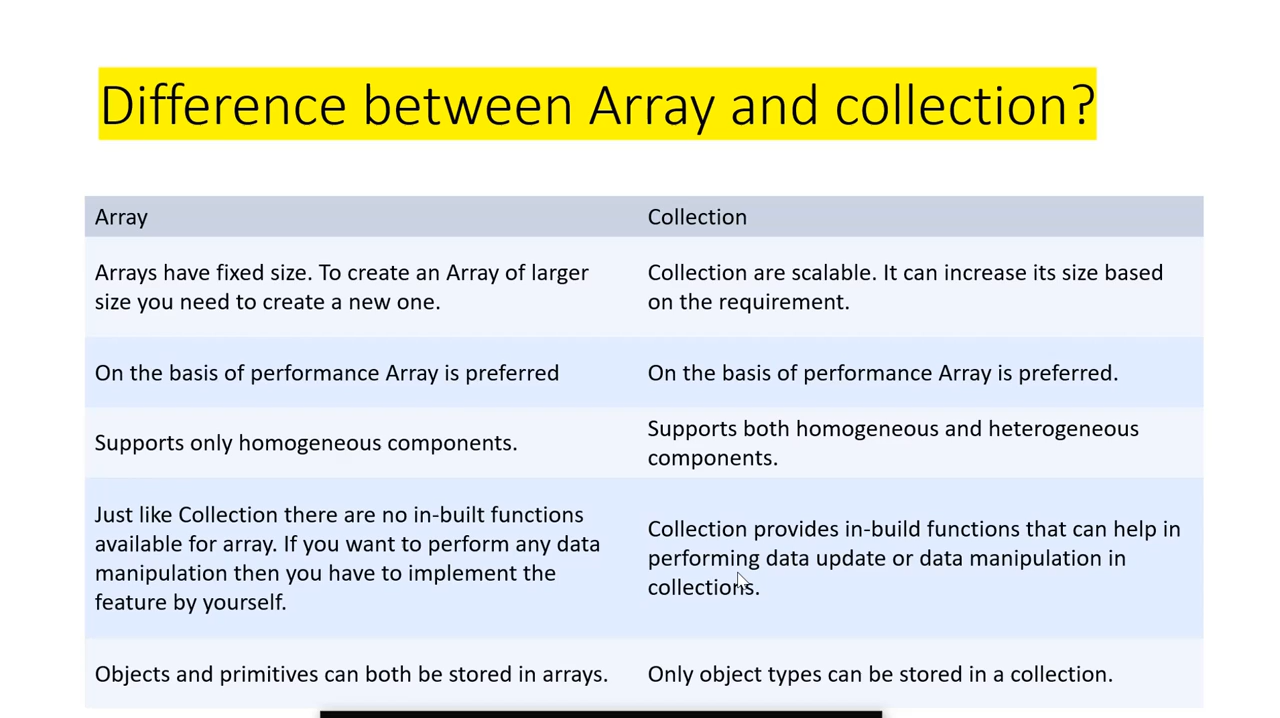 Difference between Array and collection?
Array
Collection
Arrays have fixed size. To create an Array of larger
size you need to create a new one.
Collection are scalable. It can increase its size based
on the requirement.
On the basis of performance Array is preferred
On the basis of performance Array is preferred.
Supports only homogeneous components.
Supports both homogeneous and heterogeneous
components.
Just like Collection there are no in-built functions
available for array. If you want to perform any data
manipulation then you have to implement the
feature by yourself.
Collection provides in-build functions that can help in
performing data update or data manipulation in
collections.
Objects and primitives can both be stored in arrays.
Only object types can be stored in a collection.